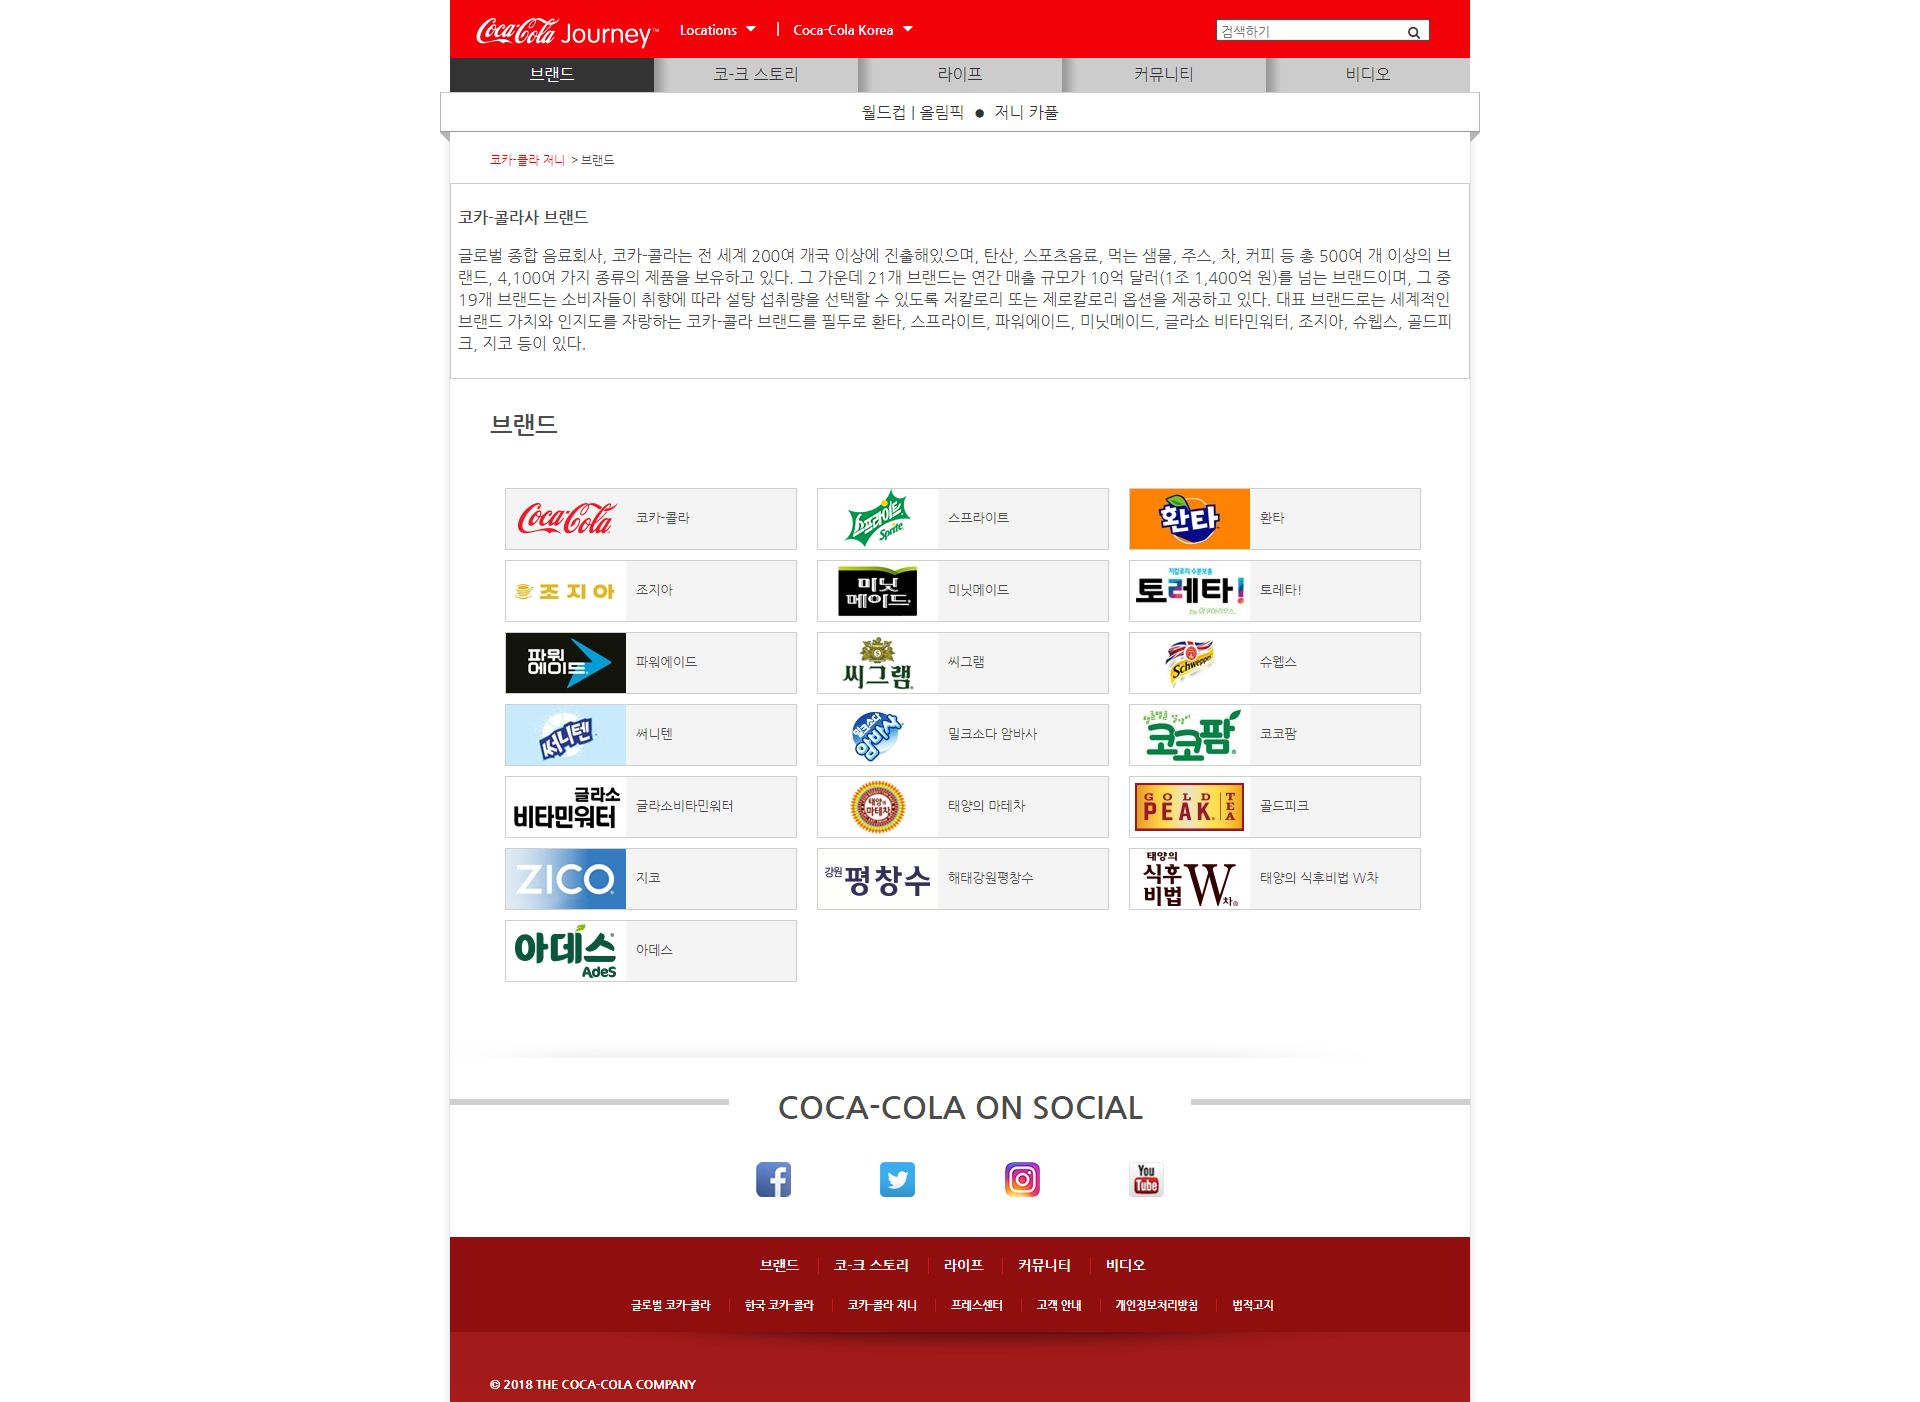 Coca-Cola Journey™ Locations | Coca-Cola Korea 검색하기
브랜드 코-크 스토리 라이프 커뮤니티 비디오
월드컵 | 올림픽 ● 저니 카풀
코카-콜라 저니 > 브랜드
코카-콜라사 브랜드
글로벌 종합 음료회사, 코카-콜라는 전 세계 200여 개국 이상에 진출해있으며, 탄산, 스포츠음료, 먹는 샘물, 주스, 차, 커피 등 총 500여 개 이상의 브
랜드, 4,100여 가지 종류의 제품을 보유하고 있다. 그 가운데 21개 브랜드는 연간 매출 규모가 10억 달러(1조 1,400억 원)를 넘는 브랜드이며, 그 중
19개 브랜드는 소비자들이 취향에 따라 설탕 섭취량을 선택할 수 있도록 저칼로리 또는 제로칼로리 옵션을 제공하고 있다. 대표 브랜드로는 세계적인
브랜드 가치와 인지도를 자랑하는 코카-콜라 브랜드를 필두로 환타, 스프라이트, 파워에이드, 미닛메이드, 글라소 비타민워터, 조지아, 슈웹스, 골드피
크, 지코 등이 있다.
브랜드
Coca-Cola 코카-콜라 스프라이트 Sprite 스프라이트 환타 환타
조지아 조지아 미닛메이드 미닛메이드 저칼로리 수분보충 토레타! by 아쿠아리우스 토레타!
파워에이드 파워에이드 씨그램 씨그램 Schweppes 슈웹스
써니텐 써니텐 밀크소다 암바사 밀크소다 암바사 코코팜 코코팜
글라소 비타민워터 글라소비타민워터 태양의 마테차 태양의 마테차 GOLD PEAK TEA 골드피크
ZICO 지코 강원 평창수 해태강원평창수 태양의 식후비법 W차 태양의 식후비법 W차
아데스 AdeS 아데스
COCA-COLA ON SOCIAL
You Tube
브랜드 코-크 스토리 라이프 커뮤니티 비디오
글로벌 코카-콜라 한국 코카-콜라 코카-콜라 저니 프레스센터 고객 안내 개인정보처리방침 법적고지
© 2018 THE COCA-COLA COMPANY